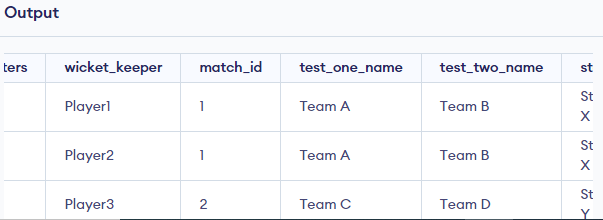 Output
ters wicket_keeper match_id test_one_name test_two_name st
Player1 1 Team A Team B St
X
Player2 1 Team A Team B St
X
Player3 2 Team C Team D St
Y